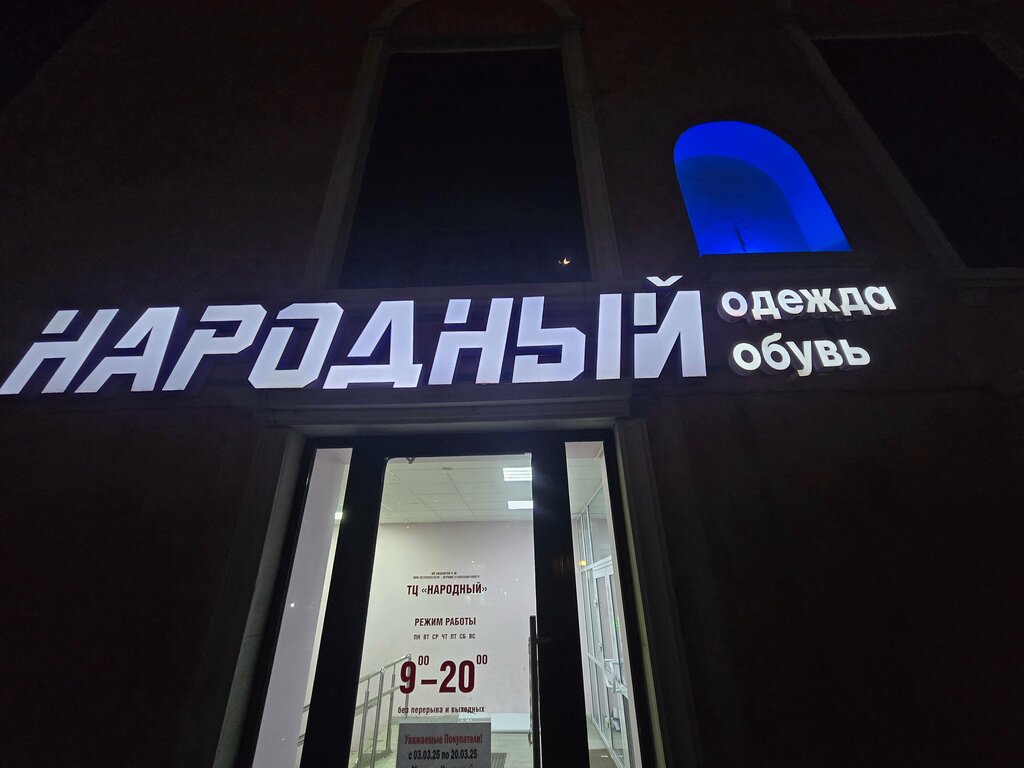 НАРОДНЫЙ
одежда
обувь
ТЦ «НАРОДНЫЙ»
РЕЖИМ РАБОТЫ
ПН ВТ СР ЧТ ПТ СБ ВС
9⁰⁰–20⁰⁰
без перерыва и выходных
Уважаемые Покупатели!
с 03.03.25 по 20.03.25